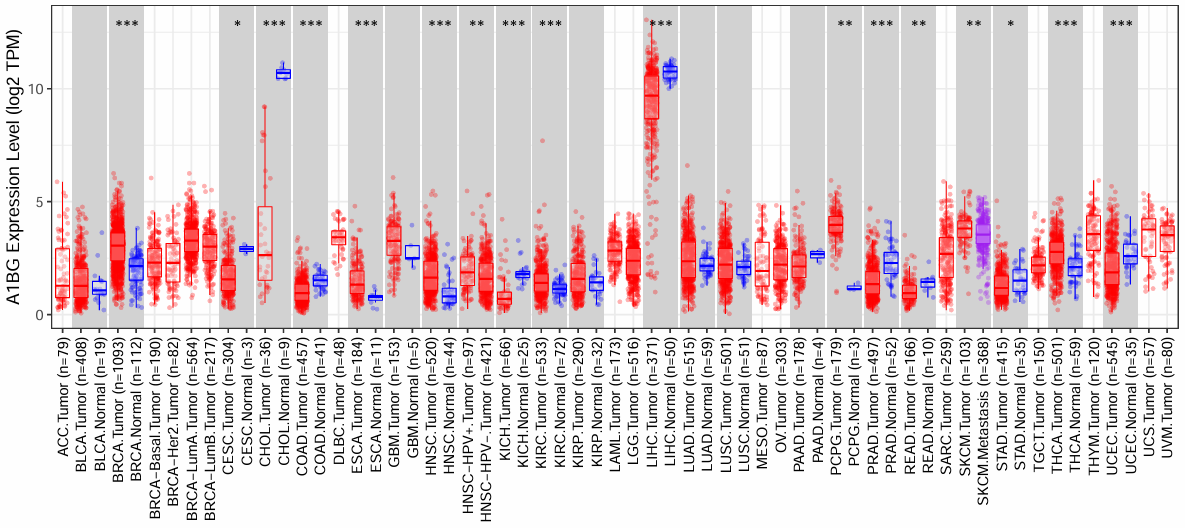 A1BG Expression Level (log2 TPM)
*** * *** *** *** *** ** *** *** *** ** *** ** ** * *** ***
10
5
0
ACC.Tumor (n=79)
BLCA.Tumor (n=408)
BLCA.Normal (n=19)
BRCA.Tumor (n=1093)
BRCA.Normal (n=112)
BRCA-Basal.Tumor (n=190)
BRCA-Her2.Tumor (n=82)
BRCA-LumA.Tumor (n=564)
BRCA-LumB.Tumor (n=217)
CESC.Tumor (n=304)
CESC.Normal (n=3)
CHOL.Tumor (n=36)
CHOL.Normal (n=9)
COAD.Tumor (n=457)
COAD.Normal (n=41)
DLBC.Tumor (n=48)
ESCA.Tumor (n=184)
ESCA.Normal (n=11)
GBM.Tumor (n=153)
GBM.Normal (n=5)
HNSC.Tumor (n=520)
HNSC.Normal (n=44)
HNSC-HPV+.Tumor (n=97)
HNSC-HPV-.Tumor (n=421)
KICH.Tumor (n=66)
KICH.Normal (n=25)
KIRC.Tumor (n=533)
KIRC.Normal (n=72)
KIRP.Tumor (n=290)
KIRP.Normal (n=32)
LAML.Tumor (n=173)
LGG.Tumor (n=516)
LIHC.Tumor (n=371)
LIHC.Normal (n=50)
LUAD.Tumor (n=515)
LUAD.Normal (n=59)
LUSC.Tumor (n=501)
LUSC.Normal (n=51)
MESO.Tumor (n=87)
OV.Tumor (n=303)
PAAD.Tumor (n=178)
PAAD.Normal (n=4)
PCPG.Tumor (n=179)
PCPG.Normal (n=3)
PRAD.Tumor (n=497)
PRAD.Normal (n=52)
READ.Tumor (n=166)
READ.Normal (n=10)
SARC.Tumor (n=259)
SKCM.Tumor (n=103)
SKCM.Metastasis (n=368)
STAD.Tumor (n=415)
STAD.Normal (n=35)
TGCT.Tumor (n=150)
THCA.Tumor (n=501)
THCA.Normal (n=59)
THYM.Tumor (n=120)
UCEC.Tumor (n=545)
UCEC.Normal (n=35)
UCS.Tumor (n=57)
UVM.Tumor (n=80)